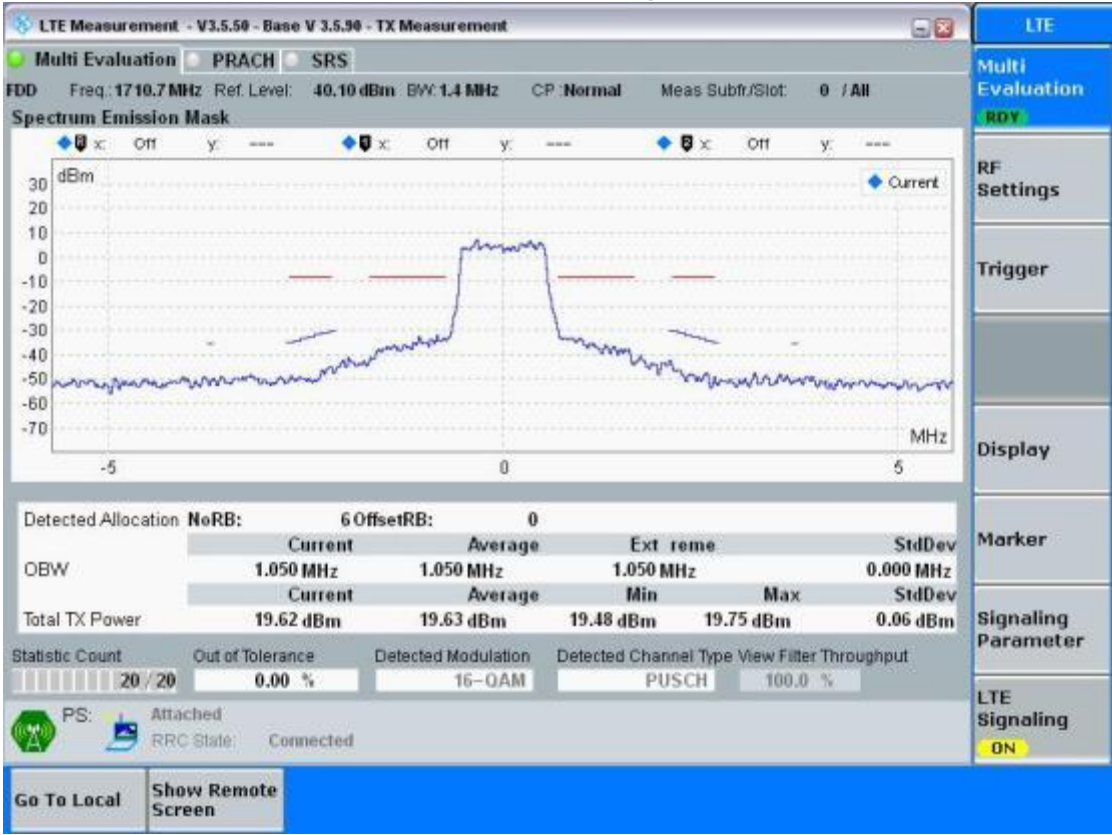 LTE Measurement - V3.5.50 - Base V 3.5.90 - TX Measurement
LTE
Multi Evaluation PRACH SRS
FDD Freq.: 1710.7 MHz Ref. Level: 40.10 dBm BW: 1.4 MHz CP :Normal Meas Subfr./Slot: 0 / All
Spectrum Emission Mask
x: Off y: --- x: Off y: --- x: Off y: ---
dBm
Current
30
20
10
0
-10
-20
-30
-40
-50
-60
-70
MHz
-5 0 5
Detected Allocation NoRB: 6 OffsetRB: 0
Current Average Ext reme StdDev
OBW 1.050 MHz 1.050 MHz 1.050 MHz 0.000 MHz
Current Average Min Max StdDev
Total TX Power 19.62 dBm 19.63 dBm 19.48 dBm 19.75 dBm 0.06 dBm
Statistic Count Out of Tolerance Detected Modulation Detected Channel Type View Filter Throughput
20 / 20 0.00 % 16-QAM PUSCH 100.0 %
PS: Attached
RRC State: Connected
Multi
Evaluation
RDY
RF
Settings
Trigger
Display
Marker
Signaling
Parameter
LTE
Signaling
ON
Go To Local
Show Remote
Screen